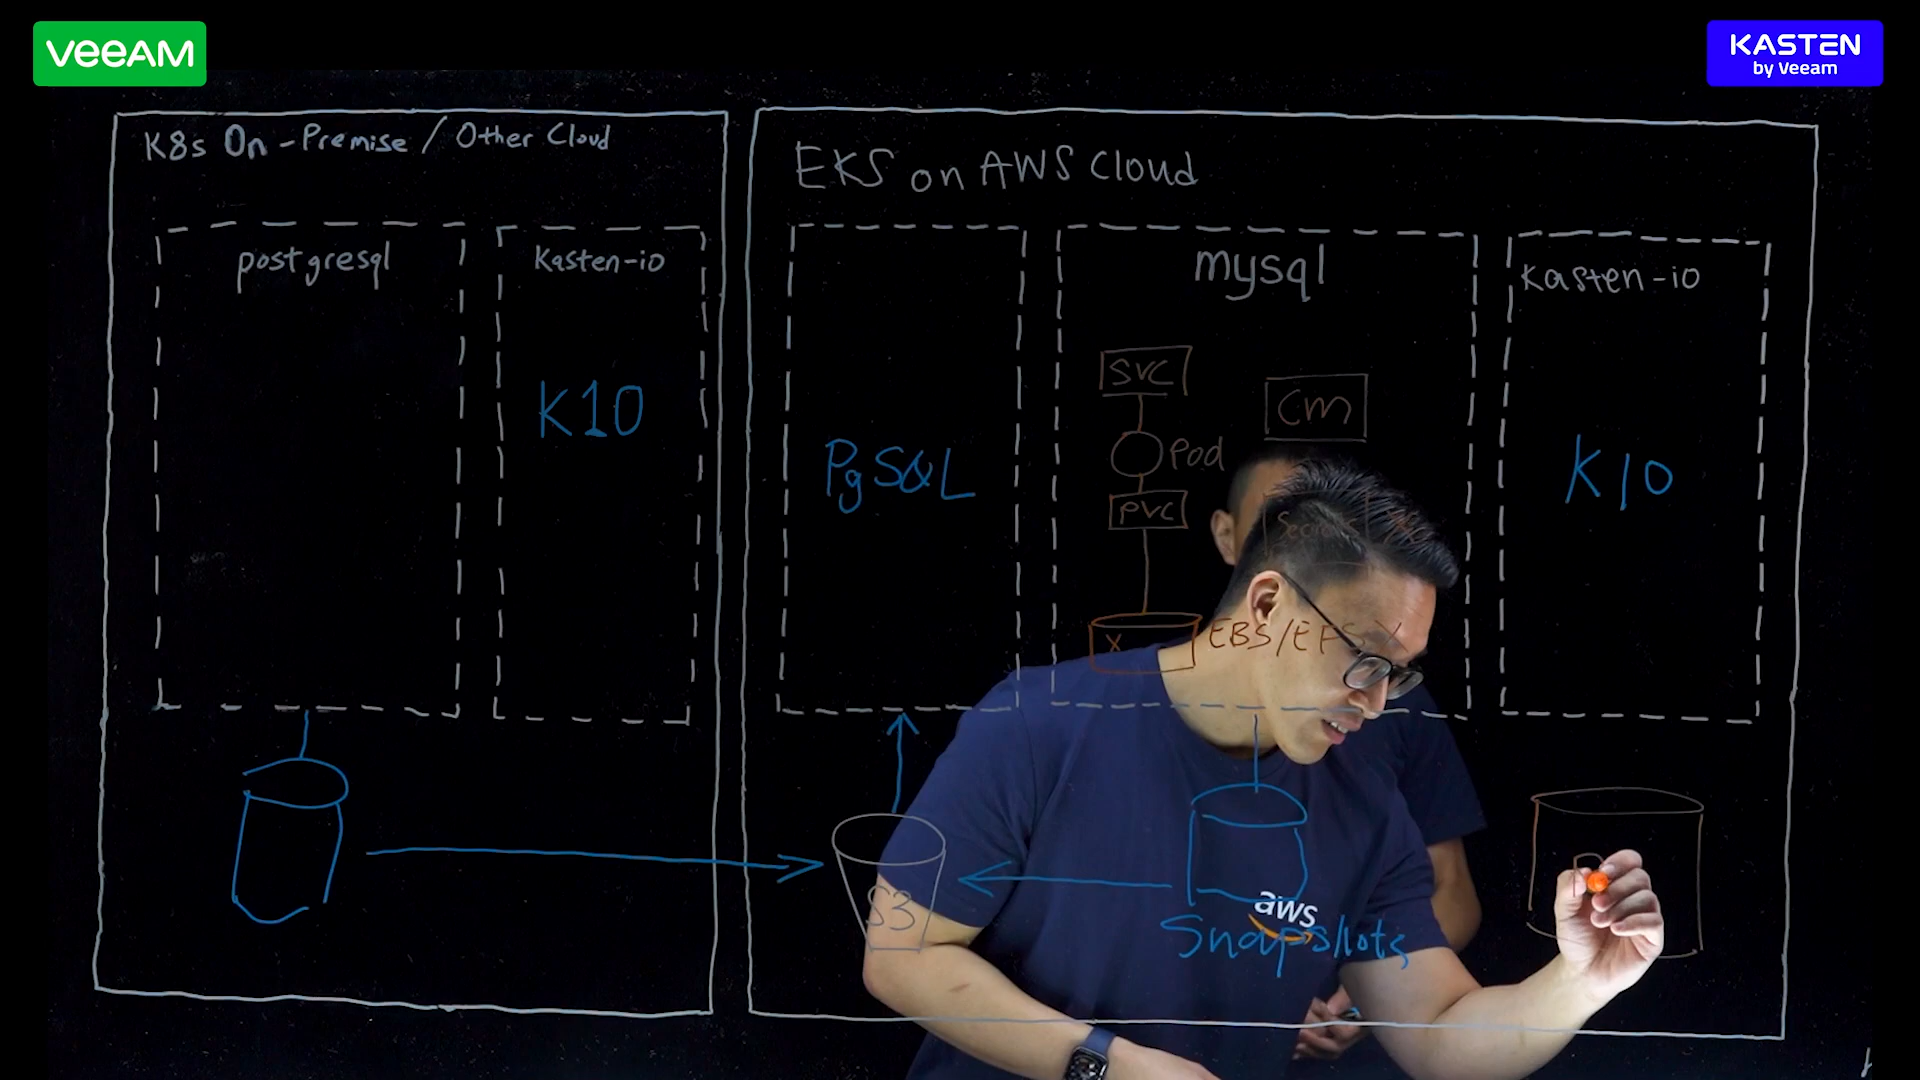 veeAM
KASTEN
by Veeam
K8s On-Premise / Other Cloud
EKS on AWS Cloud
postgresql
Kasten-io
mysql
Kasten-io
SVC
K10
cm
Pod
PgSQL
K10
PVC
X
EBS/EFS
S3
aws
Snapshots